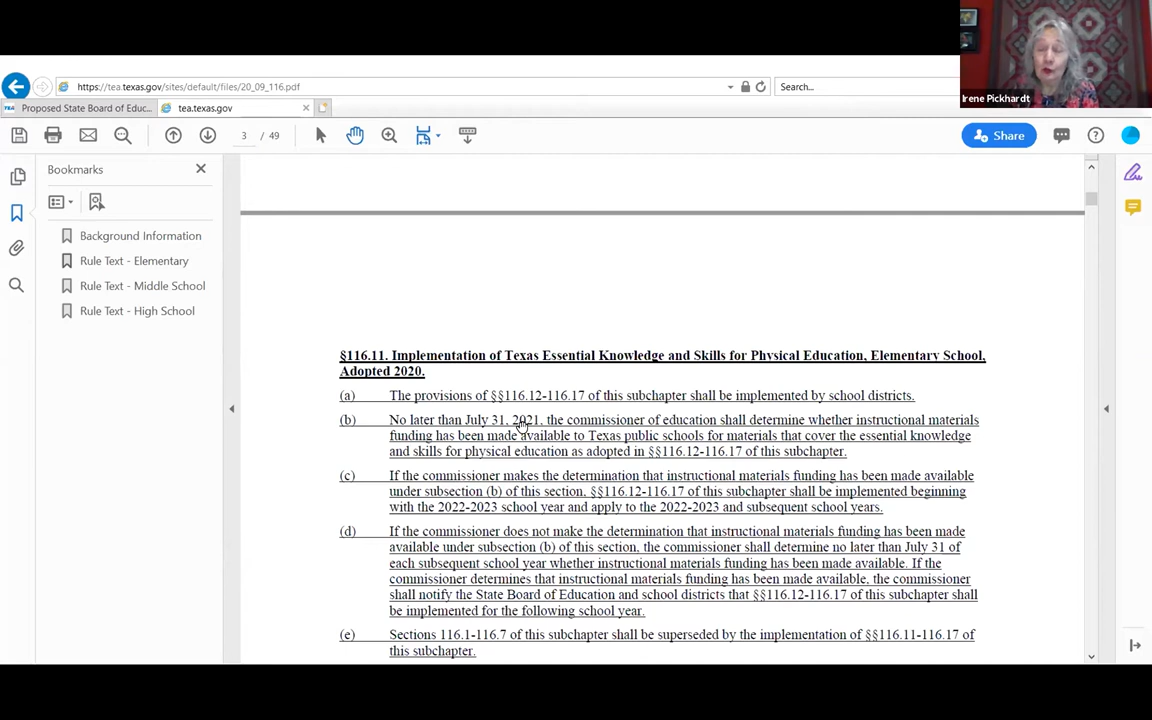 Irene Pickhardt
https://tea.texas.gov/sites/default/files/20_09_116.pdf
Search...
TEA Proposed State Board of Educ...
tea.texas.gov
3 / 49
Share
Bookmarks
Background Information
Rule Text - Elementary
Rule Text - Middle School
Rule Text - High School
§116.11. Implementation of Texas Essential Knowledge and Skills for Physical Education, Elementary School,
Adopted 2020.
(a) The provisions of §§116.12-116.17 of this subchapter shall be implemented by school districts.
(b) No later than July 31, 2021, the commissioner of education shall determine whether instructional materials
funding has been made available to Texas public schools for materials that cover the essential knowledge
and skills for physical education as adopted in §§116.12-116.17 of this subchapter.
(c) If the commissioner makes the determination that instructional materials funding has been made available
under subsection (b) of this section, §§116.12-116.17 of this subchapter shall be implemented beginning
with the 2022-2023 school year and apply to the 2022-2023 and subsequent school years.
(d) If the commissioner does not make the determination that instructional materials funding has been made
available under subsection (b) of this section, the commissioner shall determine no later than July 31 of
each subsequent school year whether instructional materials funding has been made available. If the
commissioner determines that instructional materials funding has been made available, the commissioner
shall notify the State Board of Education and school districts that §§116.12-116.17 of this subchapter shall
be implemented for the following school year.
(e) Sections 116.1-116.7 of this subchapter shall be superseded by the implementation of §§116.11-116.17 of
this subchapter.